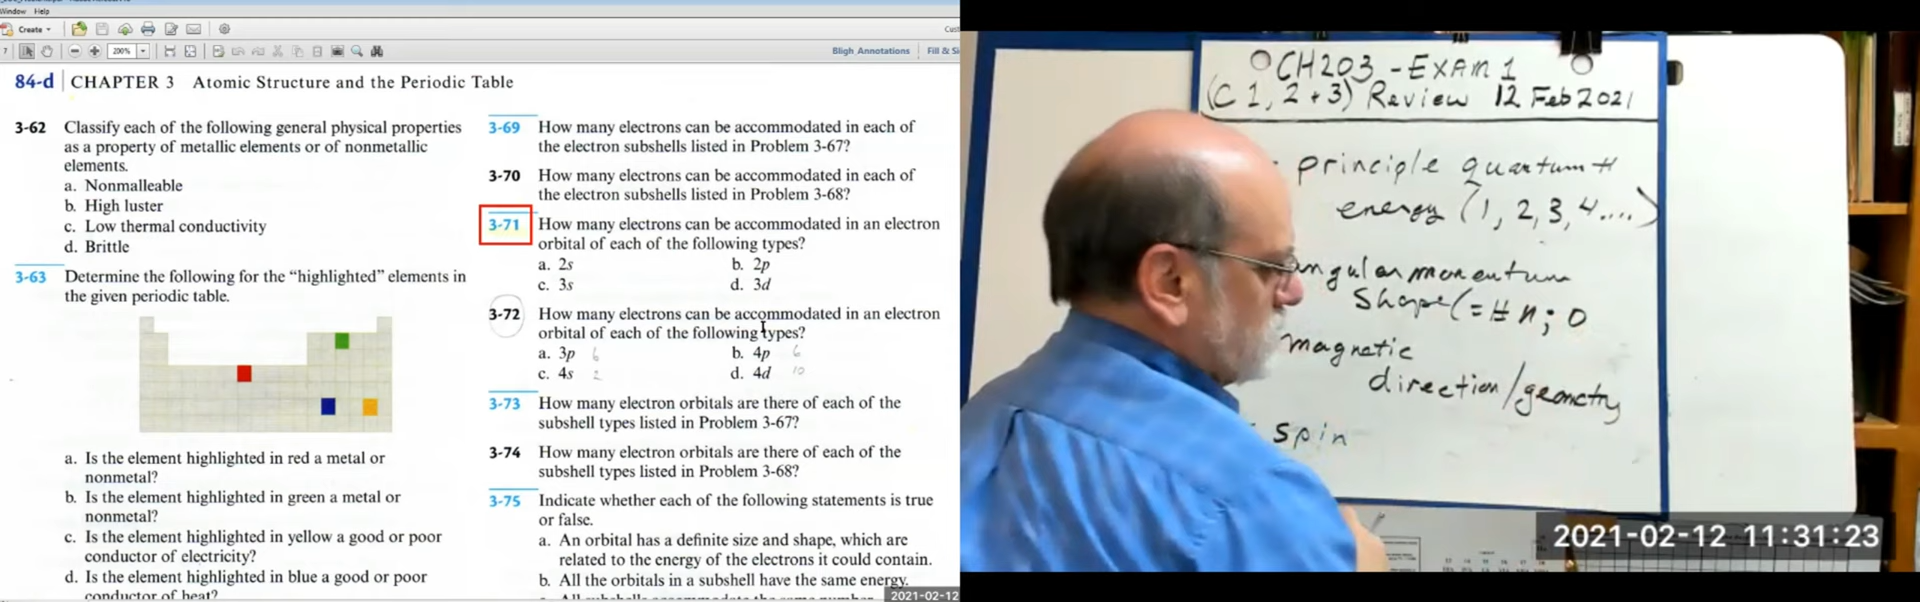 Window Help
Create
200%
Bligh Annotations
84-d CHAPTER 3 Atomic Structure and the Periodic Table
3-62 Classify each of the following general physical properties
as a property of metallic elements or of nonmetallic
elements.
a. Nonmalleable
b. High luster
c. Low thermal conductivity
d. Brittle
3-63 Determine the following for the “highlighted” elements in
the given periodic table.
a. Is the element highlighted in red a metal or
nonmetal?
b. Is the element highlighted in green a metal or
nonmetal?
c. Is the element highlighted in yellow a good or poor
conductor of electricity?
d. Is the element highlighted in blue a good or poor
conductor of heat?
3-69 How many electrons can be accommodated in each of
the electron subshells listed in Problem 3-67?
3-70 How many electrons can be accommodated in each of
the electron subshells listed in Problem 3-68?
3-71 How many electrons can be accommodated in an electron
orbital of each of the following types?
a. 2s b. 2p
c. 3s d. 3d
3-72 How many electrons can be accommodated in an electron
orbital of each of the following types?
a. 3p 6 b. 4p 6
c. 4s 2 d. 4d 10
3-73 How many electron orbitals are there of each of the
subshell types listed in Problem 3-67?
3-74 How many electron orbitals are there of each of the
subshell types listed in Problem 3-68?
3-75 Indicate whether each of the following statements is true
or false.
a. An orbital has a definite size and shape, which are
related to the energy of the electrons it could contain.
b. All the orbitals in a subshell have the same energy.
2021-02-12
CH203 - EXAM 1
(C 1, 2 + 3) Review 12 Feb 2021
principle quantum #
energy (1, 2, 3, 4....)
angular momentum
Shape (= # n; 0
magnetic
direction/geometry
spin
2021-02-12 11:31:23